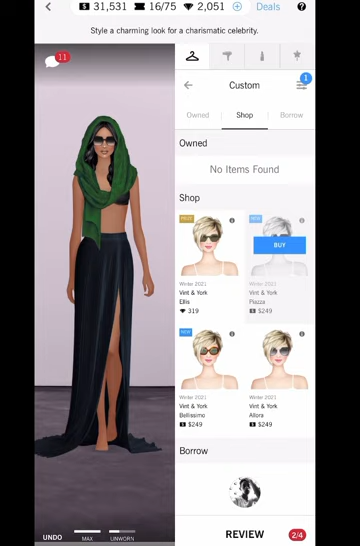 31,531 16/75 2,051 Deals
Style a charming look for a charismatic celebrity.
11
1
Custom
Owned Shop Borrow
Owned
No Items Found
Shop
NEW
BUY
Winter 2021 Winter 2021
Vint & York Vint & York
Ellis Piazza
319 $249
NEW
Winter 2021 Winter 2021
Vint & York Vint & York
Bellissimo Allora
$249 $249
Borrow
UNDO MAX UNWORN REVIEW 2/4